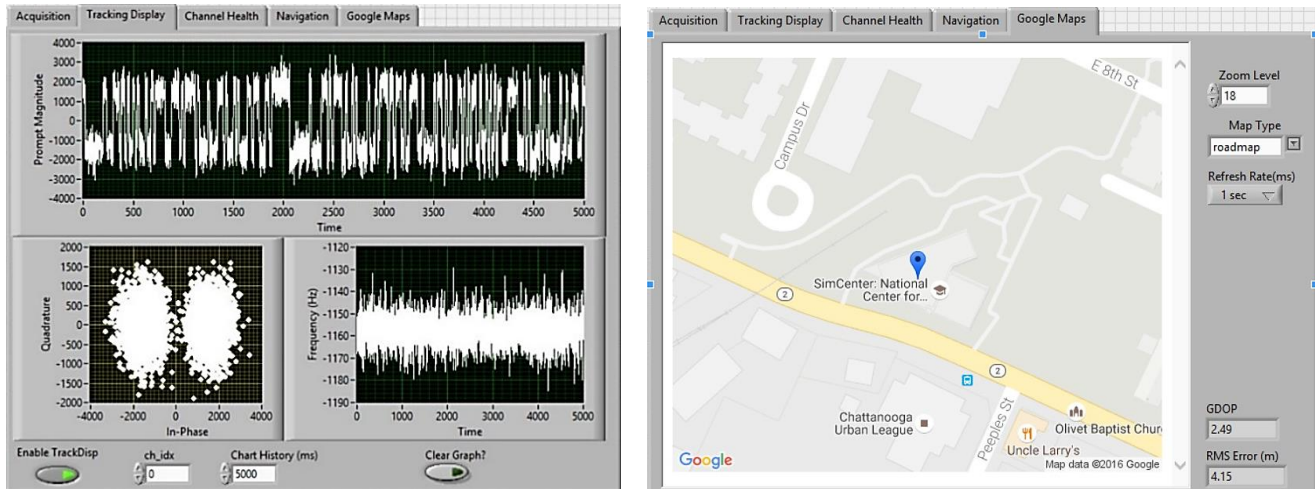 Acquisition Tracking Display Channel Health Navigation Google Maps
4000
3000
2000
1000
0
-1000
-2000
-3000
-4000
Prompt Magnitude
0 500 1000 1500 2000 2500 3000 3500 4000 4500 5000
Time
2000
1500
1000
500
0
-500
-1000
-1500
-2000
Quadrature
-4000 -2000 0 2000 4000
In-Phase
-1120
-1130
-1140
-1150
-1160
-1170
-1180
-1190
Frequency (Hz)
0 1000 2000 3000 4000 5000
Time
Enable TrackDisp
ch_idx
0
Chart History (ms)
5000
Clear Graph?
Acquisition Tracking Display Channel Health Navigation Google Maps
E 8th St
Campus Dr
SimCenter: National
Center for...
2
2
Chattanooga
Urban League
Peeples St
Olivet Baptist Churc
Uncle Larry's
Google
Map data ©2016 Google
Zoom Level
18
Map Type
roadmap
Refresh Rate(ms)
1 sec
GDOP
2.49
RMS Error (m)
4.15